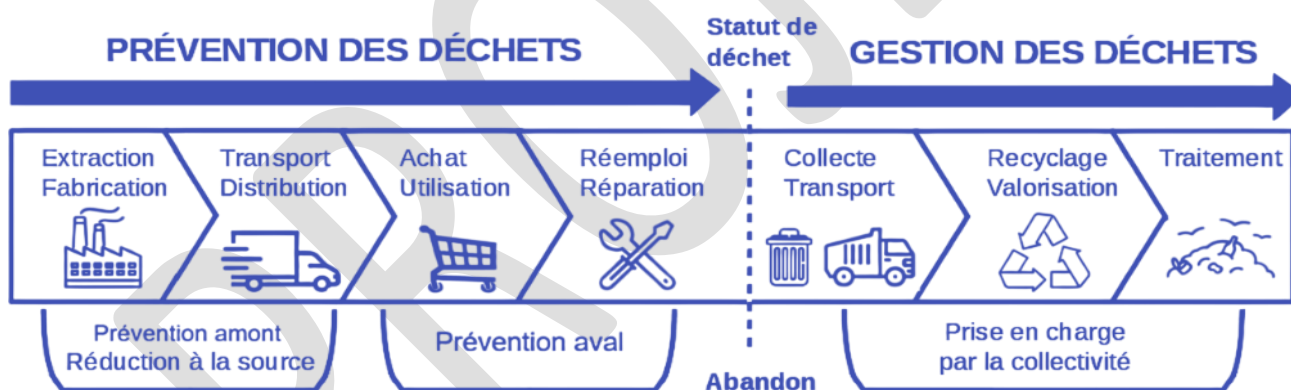 PRÉVENTION DES DÉCHETS
Statut de
déchet
GESTION DES DÉCHETS
Extraction
Fabrication
Transport
Distribution
Achat
Utilisation
Réemploi
Réparation
Collecte
Transport
Recyclage
Valorisation
Traitement
Prévention amont
Réduction à la source
Prévention aval
Abandon
Prise en charge
par la collectivité